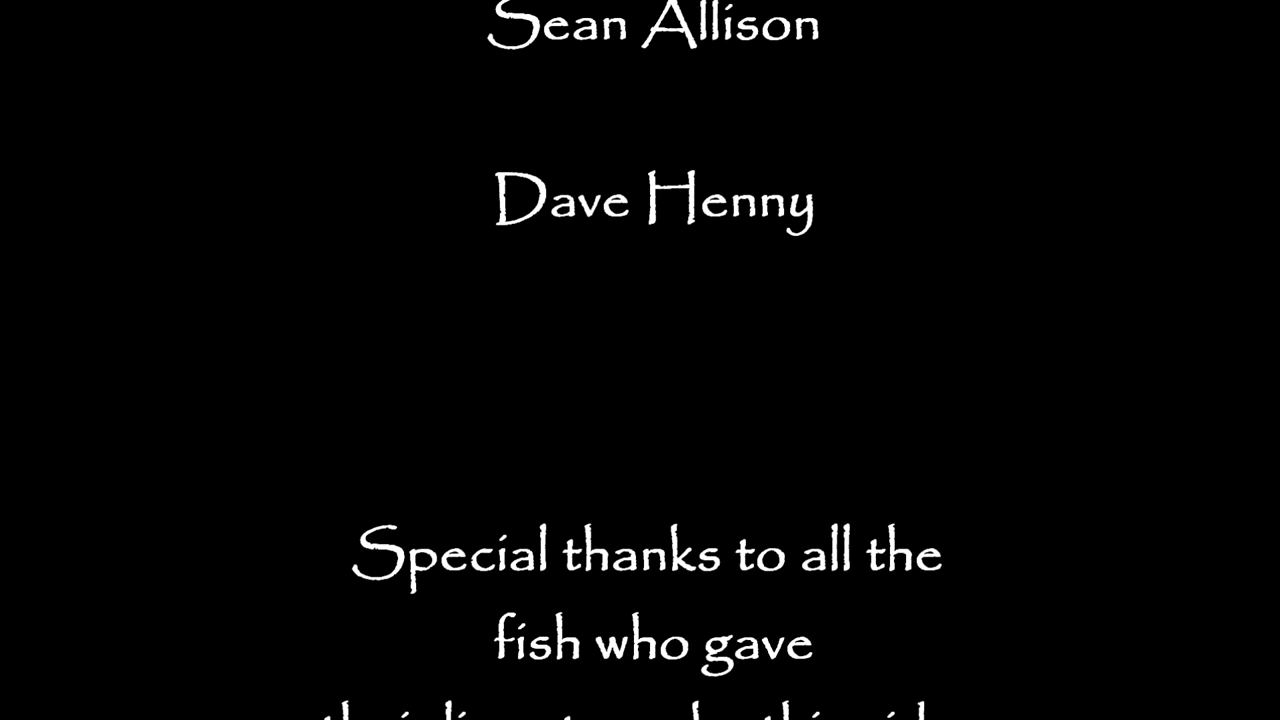 Sean Allison
Dave Henny
Special thanks to all the
fish who gave